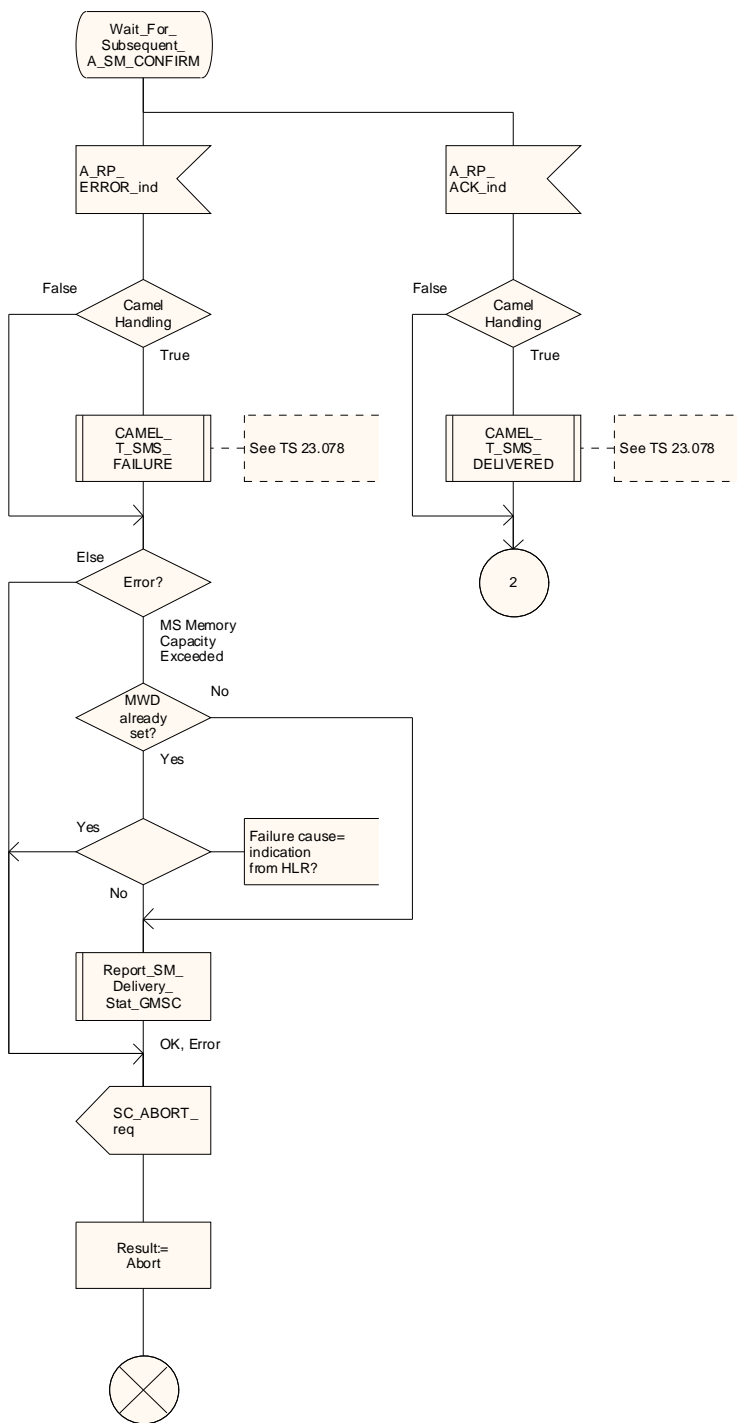 Wait_For_
Subsequent_
A_SM_CONFIRM
A_RP_
ERROR_ind
A_RP_
ACK_ind
False
Camel
Handling
True
False
Camel
Handling
True
CAMEL_
T_SMS_
FAILURE
See TS 23.078
CAMEL_
T_SMS_
DELIVERED
See TS 23.078
Else
Error?
2
MS Memory
Capacity
Exceeded
MWD
already
set?
No
Yes
Yes
Failure cause=
indication
from HLR?
No
Report_SM_
Delivery_
Stat_GMSC
OK, Error
SC_ABORT_
req
Result:=
Abort